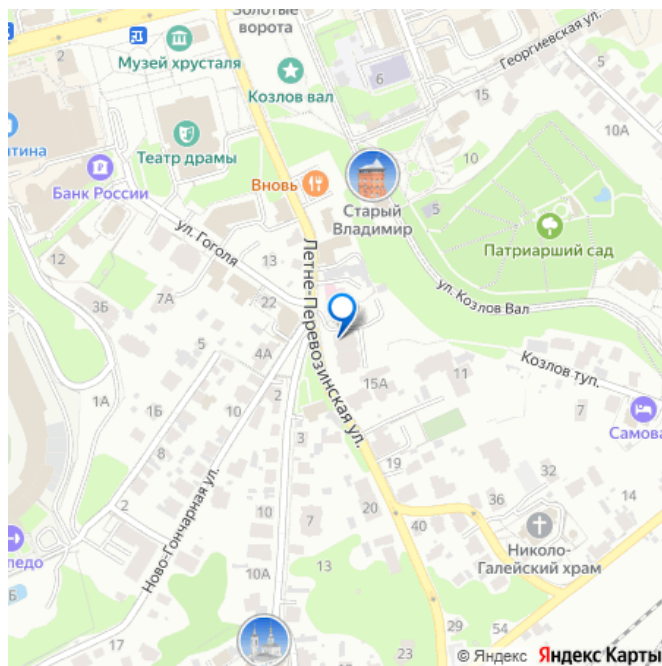 Золотые
ворота
2
Музей хрусталя
Георгиевская ул.
Козлов вал
6
5
15
10А
Театр драмы
10
Банк России
Вновь
Старый
Владимир
5
Патриарший сад
ул. Гоголя
12
13
Летне-Перевозинская ул.
3Б
7А
22
ул. Козлов Вал
5
4А
Козлов туп.
1А
1Б
10
2
15А
11
7
Самова
8
3
19
32
36
14
2
Ново-Гончарная ул.
10
7
20
40
Николо-
Галейский храм
ледо
Б
10А
13
17
23
29
54
© Яндекс Яндекс Карты